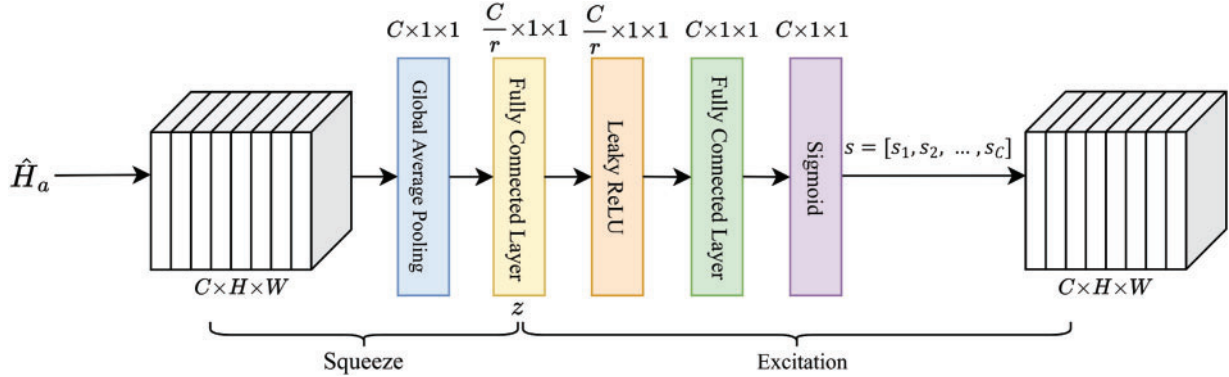 C×1×1
C/r ×1×1
C/r ×1×1
C×1×1
C×1×1
Ĥₐ
Global Average Pooling
Fully Connected Layer
Leaky ReLU
Fully Connected Layer
Sigmoid
s = [s₁, s₂, … , s_C]
C×H×W
z
C×H×W
Squeeze
Excitation